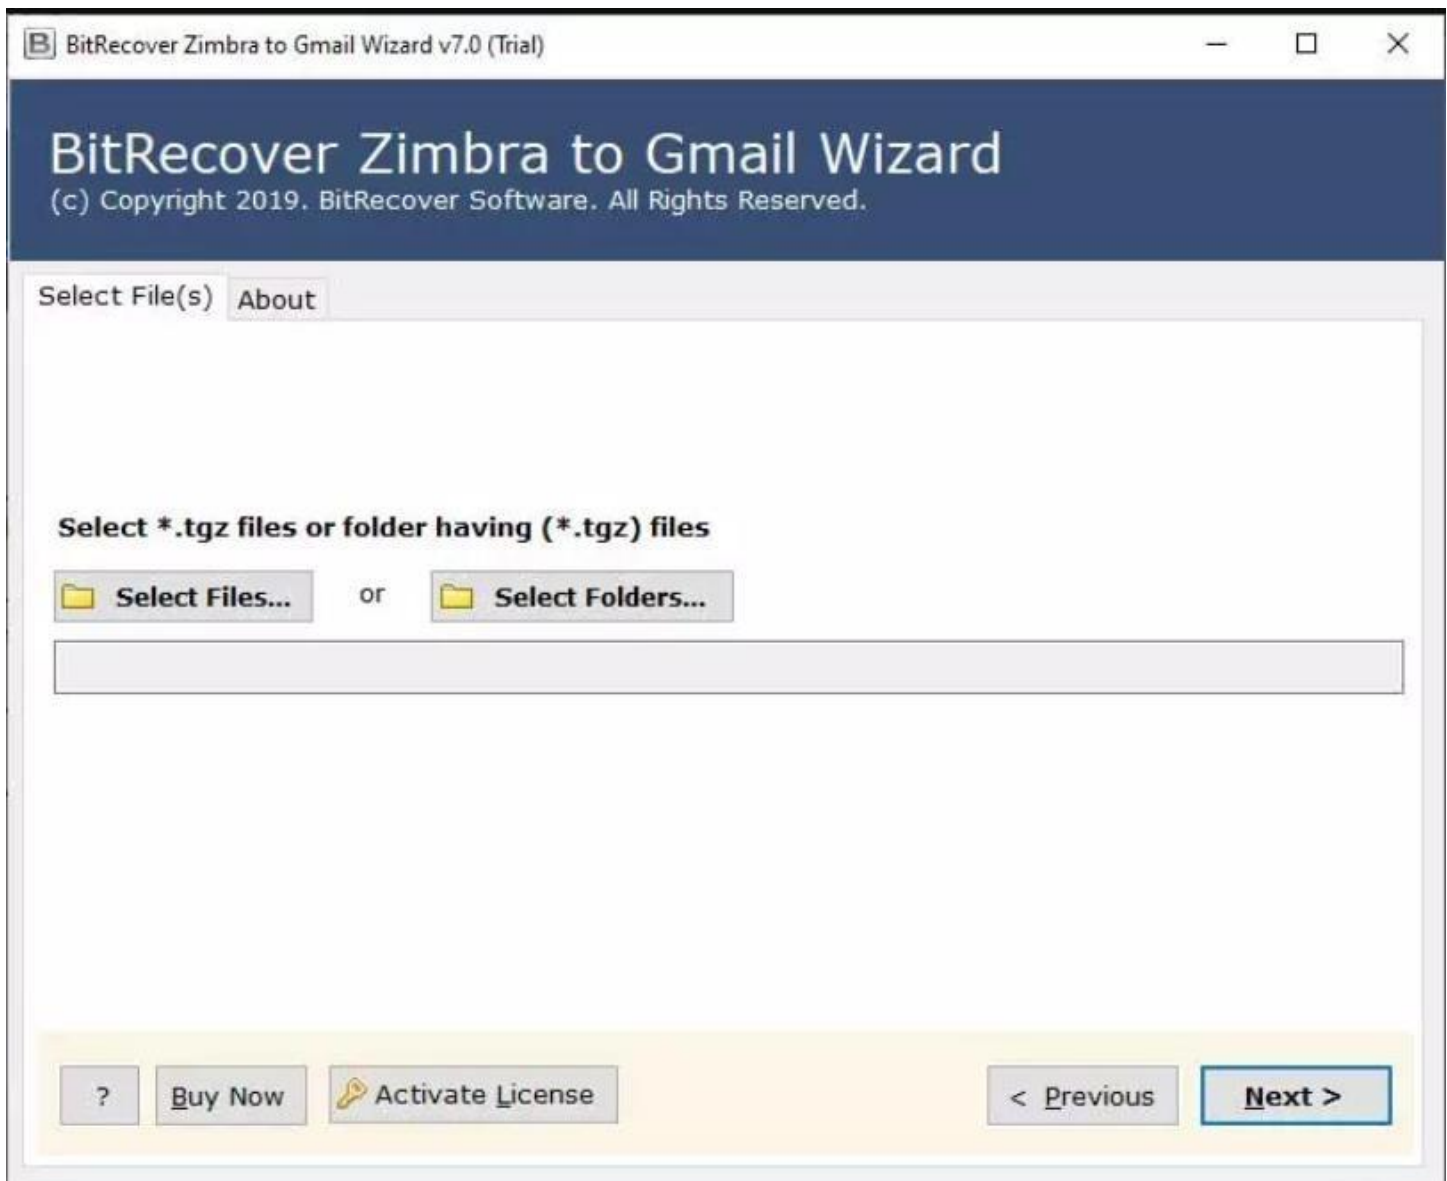 BitRecover Zimbra to Gmail Wizard v7.0 (Trial)
BitRecover Zimbra to Gmail Wizard
(c) Copyright 2019. BitRecover Software. All Rights Reserved.
Select File(s) About
Select *.tgz files or folder having (*.tgz) files
Select Files... or Select Folders...
? Buy Now Activate License < Previous Next >